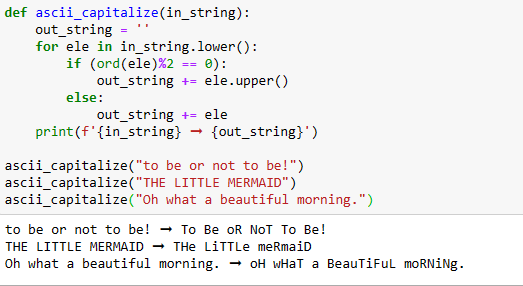 def ascii_capitalize(in_string):
    out_string = ''
    for ele in in_string.lower():
        if (ord(ele)%2 == 0):
            out_string += ele.upper()
        else:
            out_string += ele
    print(f'{in_string} → {out_string}')
ascii_capitalize("to be or not to be!")
ascii_capitalize("THE LITTLE MERMAID")
ascii_capitalize("Oh what a beautiful morning.")
to be or not to be! → To Be oR NoT To Be!
THE LITTLE MERMAID → THe LiTTLe meRmaiD
Oh what a beautiful morning. → oH wHaT a BeauTiFuL moRNiNg.